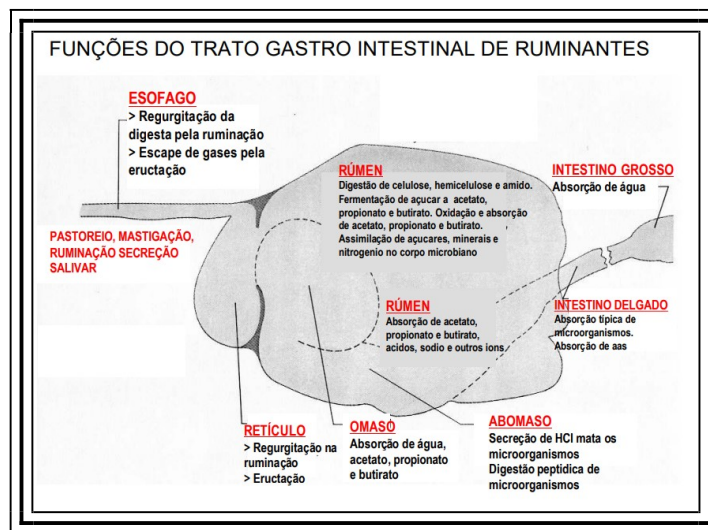 FUNÇÕES DO TRATO GASTRO INTESTINAL DE RUMINANTES
ESOFAGO
> Regurgitação da
digesta pela ruminação
> Escape de gases pela
eructação
PASTOREIO, MASTIGAÇÃO,
RUMINAÇÃO SECREÇÃO
SALIVAR
RÚMEN
Digestão de celulose, hemicelulose e amido.
Fermentação de açucar a acetato,
propionato e butirato. Oxidação e absorção
de acetato, propionato e butirato.
Assimilação de açucares, minerais e
nitrogenio no corpo microbiano
INTESTINO GROSSO
Absorção de água
RÚMEN
Absorção de acetato,
propionato e butirato,
acidos, sodio e outros ions
INTESTINO DELGADO
Absorção típica de
microorganismos.
Absorção de aas
RETÍCULO
> Regurgitação na
ruminação
> Eructação
OMASO
Absorção de água,
acetato, propionato
e butirato
ABOMASO
Secreção de HCl mata os
microorganismos
Digestão peptidica de
microorganismos